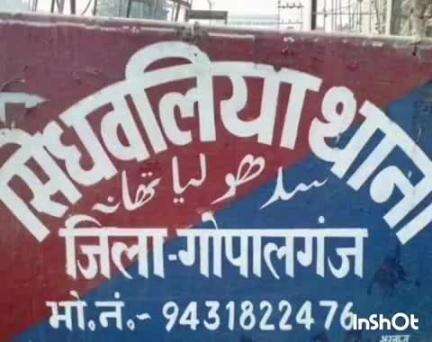 सिधवलिया थाना
سدھولیا تھانہ
जिला-गोपालगंज
मो.नं.- 9431822476
InShOt